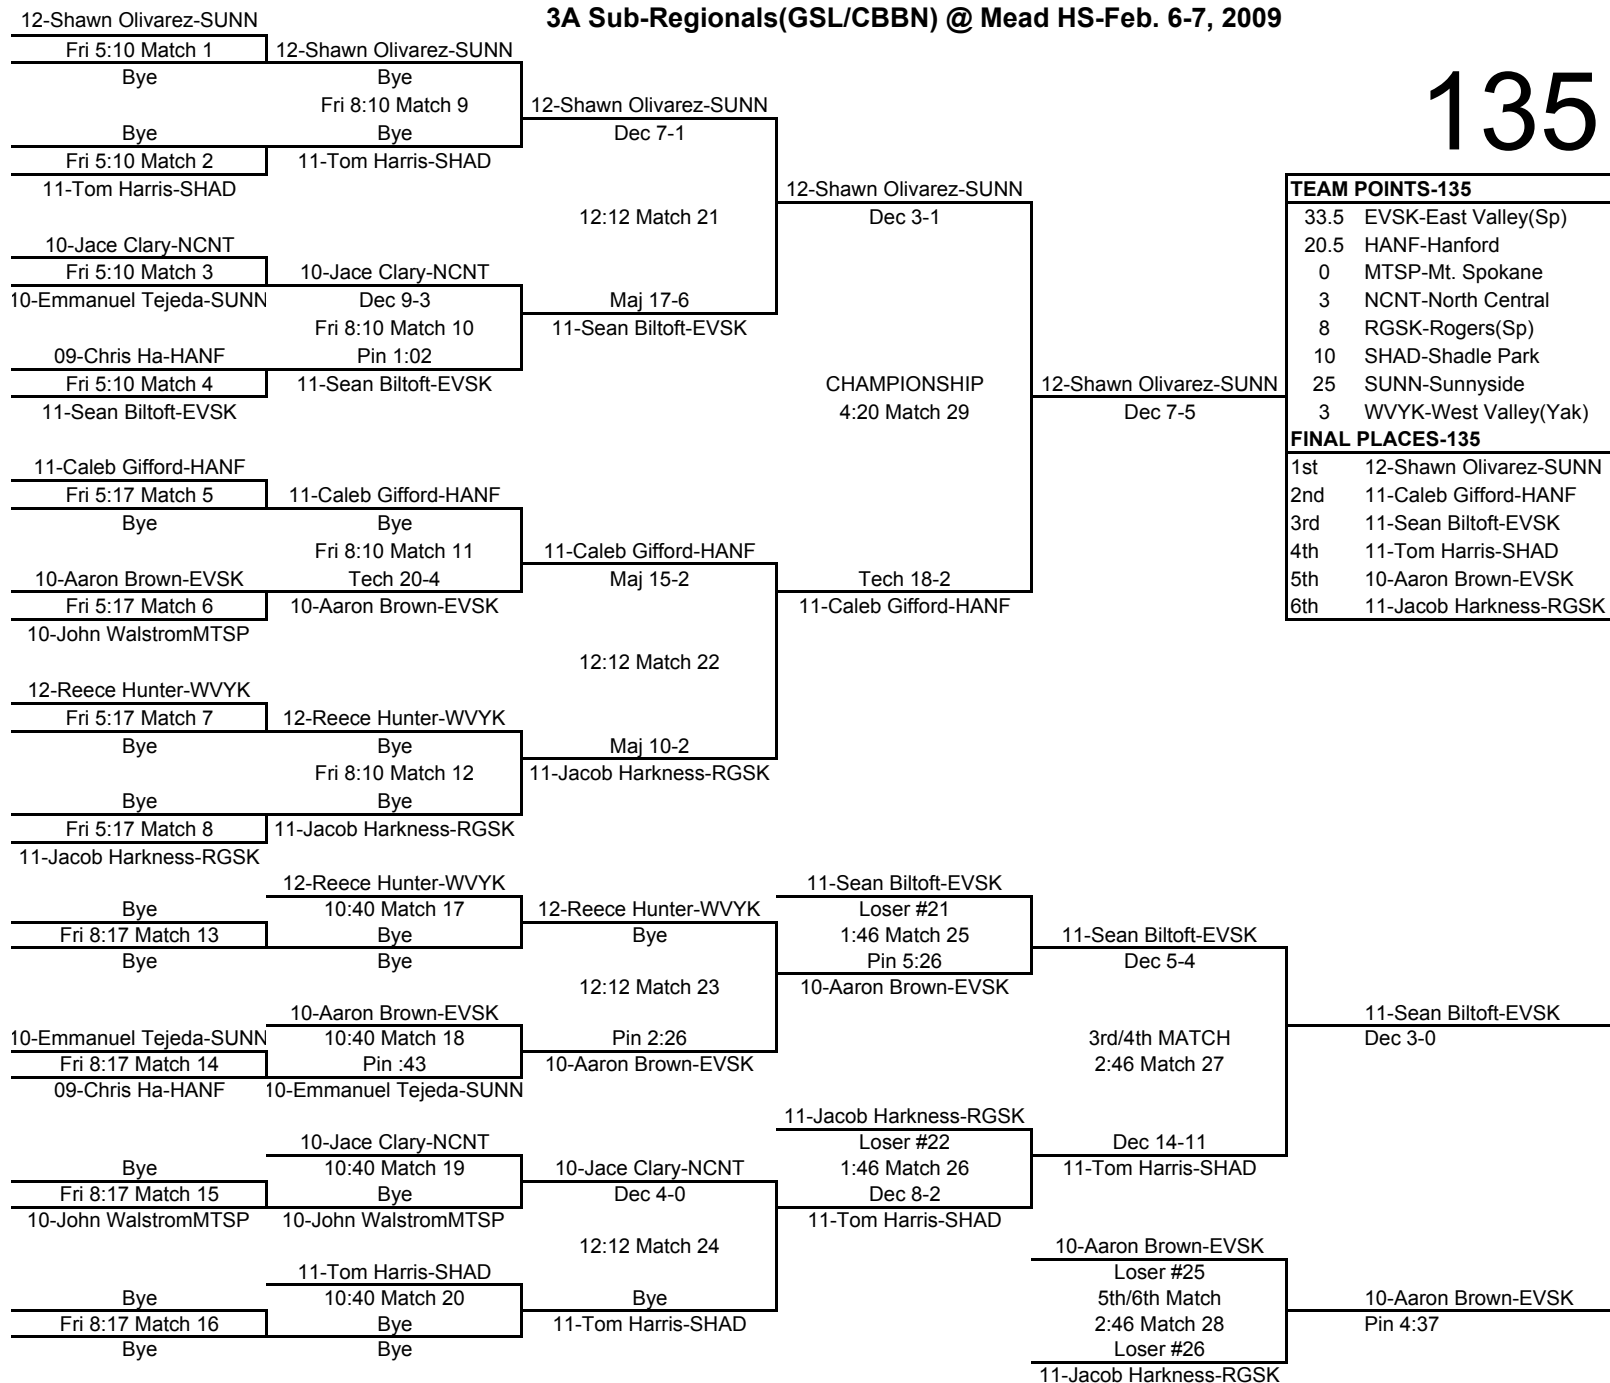 3A Sub-Regionals(GSL/CBBN) @ Mead HS-Feb. 6-7, 2009
135
12-Shawn Olivarez-SUNN
Fri 5:10 Match 1
Bye
Bye
Fri 5:10 Match 2
11-Tom Harris-SHAD
10-Jace Clary-NCNT
Fri 5:10 Match 3
10-Emmanuel Tejeda-SUNN
09-Chris Ha-HANF
Fri 5:10 Match 4
11-Sean Biltoft-EVSK
11-Caleb Gifford-HANF
Fri 5:17 Match 5
Bye
10-Aaron Brown-EVSK
Fri 5:17 Match 6
10-John WalstromMTSP
12-Reece Hunter-WVYK
Fri 5:17 Match 7
Bye
Bye
Fri 5:17 Match 8
11-Jacob Harkness-RGSK
12-Shawn Olivarez-SUNN
Bye
Fri 8:10 Match 9
Bye
11-Tom Harris-SHAD
10-Jace Clary-NCNT
Dec 9-3
Fri 8:10 Match 10
Pin 1:02
11-Sean Biltoft-EVSK
11-Caleb Gifford-HANF
Bye
Fri 8:10 Match 11
Tech 20-4
10-Aaron Brown-EVSK
12-Reece Hunter-WVYK
Bye
Fri 8:10 Match 12
Bye
11-Jacob Harkness-RGSK
12-Shawn Olivarez-SUNN
Dec 7-1
12:12 Match 21
Maj 17-6
11-Sean Biltoft-EVSK
11-Caleb Gifford-HANF
Maj 15-2
12:12 Match 22
Maj 10-2
11-Jacob Harkness-RGSK
12-Shawn Olivarez-SUNN
Dec 3-1
CHAMPIONSHIP
4:20 Match 29
Tech 18-2
11-Caleb Gifford-HANF
12-Shawn Olivarez-SUNN
Dec 7-5
TEAM POINTS-135
33.5 EVSK-East Valley(Sp)
20.5 HANF-Hanford
0 MTSP-Mt. Spokane
3 NCNT-North Central
8 RGSK-Rogers(Sp)
10 SHAD-Shadle Park
25 SUNN-Sunnyside
3 WVYK-West Valley(Yak)
FINAL PLACES-135
1st 12-Shawn Olivarez-SUNN
2nd 11-Caleb Gifford-HANF
3rd 11-Sean Biltoft-EVSK
4th 11-Tom Harris-SHAD
5th 10-Aaron Brown-EVSK
6th 11-Jacob Harkness-RGSK
Bye
Fri 8:17 Match 13
Bye
10-Emmanuel Tejeda-SUNN
Fri 8:17 Match 14
09-Chris Ha-HANF
Bye
Fri 8:17 Match 15
10-John WalstromMTSP
Bye
Fri 8:17 Match 16
Bye
12-Reece Hunter-WVYK
10:40 Match 17
Bye
Bye
10-Aaron Brown-EVSK
10:40 Match 18
Pin :43
10-Emmanuel Tejeda-SUNN
10-Jace Clary-NCNT
10:40 Match 19
Bye
10-John WalstromMTSP
11-Tom Harris-SHAD
10:40 Match 20
Bye
Bye
12-Reece Hunter-WVYK
Bye
12:12 Match 23
Pin 2:26
10-Aaron Brown-EVSK
10-Jace Clary-NCNT
Dec 4-0
12:12 Match 24
Bye
11-Tom Harris-SHAD
11-Sean Biltoft-EVSK
Loser #21
1:46 Match 25
Pin 5:26
10-Aaron Brown-EVSK
11-Jacob Harkness-RGSK
Loser #22
1:46 Match 26
Dec 8-2
11-Tom Harris-SHAD
11-Sean Biltoft-EVSK
Dec 5-4
3rd/4th MATCH
2:46 Match 27
Dec 14-11
11-Tom Harris-SHAD
10-Aaron Brown-EVSK
Loser #25
5th/6th Match
2:46 Match 28
Loser #26
11-Jacob Harkness-RGSK
11-Sean Biltoft-EVSK
Dec 3-0
10-Aaron Brown-EVSK
Pin 4:37